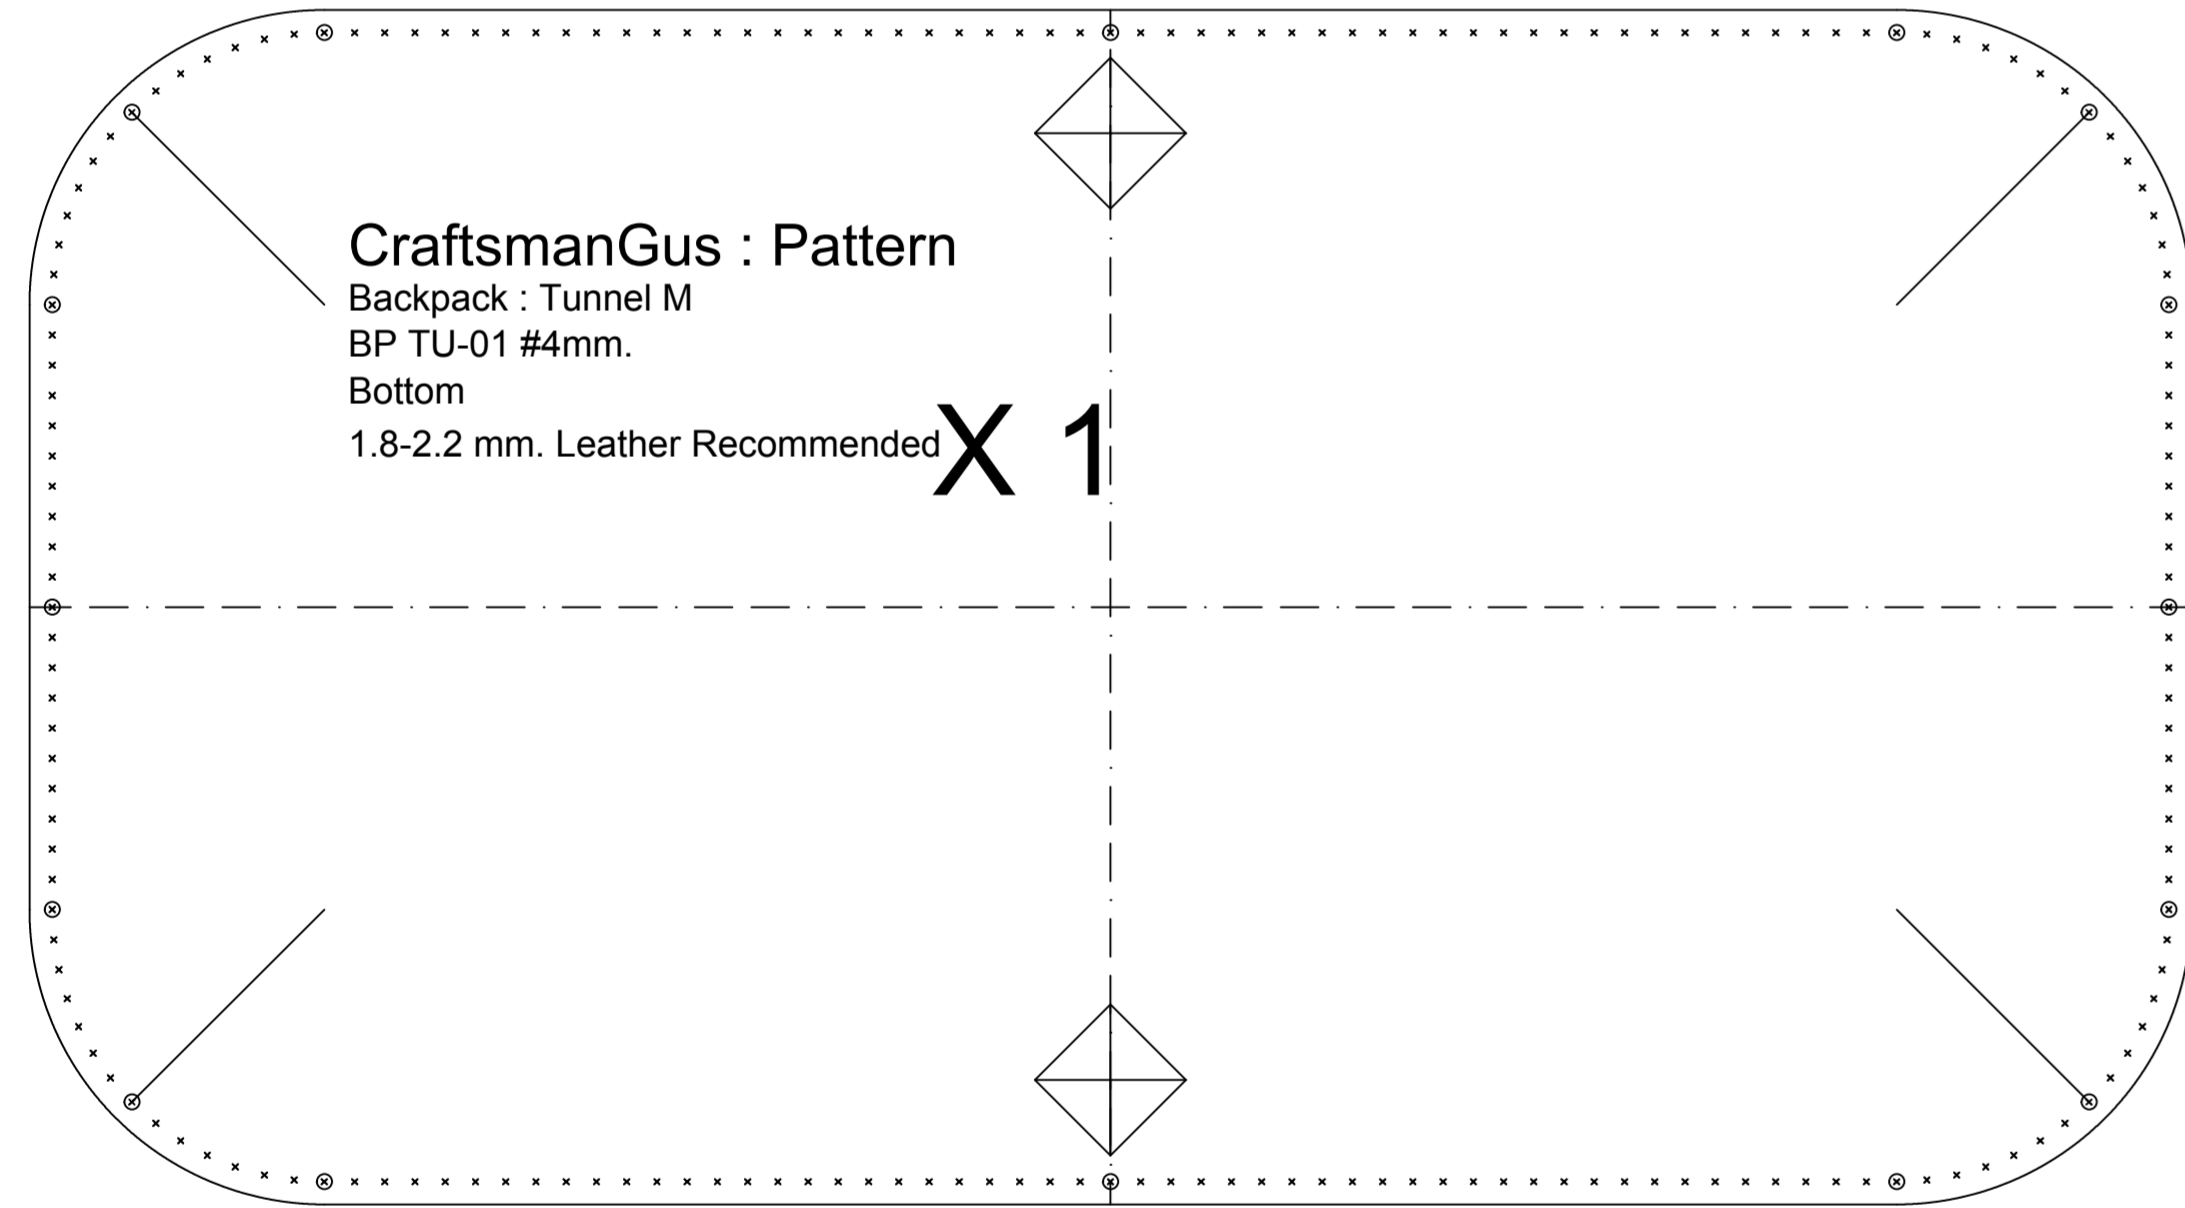 CraftsmanGus : Pattern
Backpack : Tunnel M
BP TU-01 #4mm.
Bottom
1.8-2.2 mm. Leather Recommended
X 1